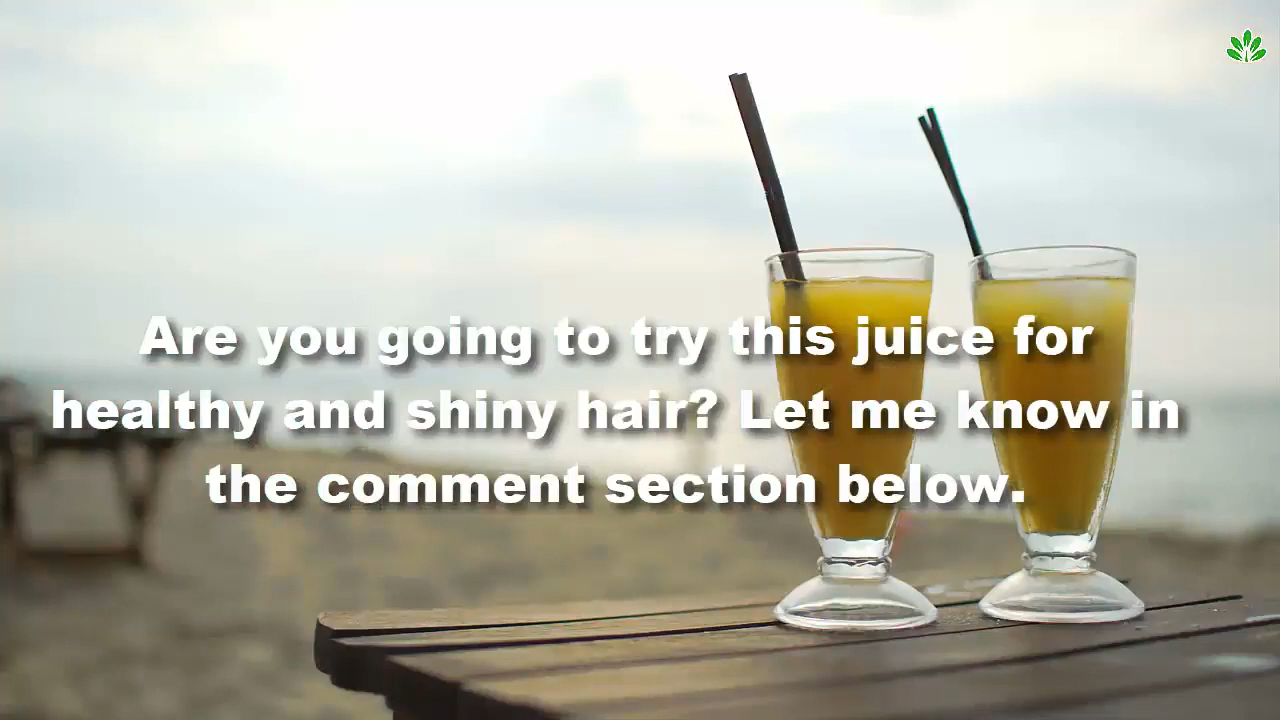 Are you going to try this juice for
healthy and shiny hair? Let me know in
the comment section below.